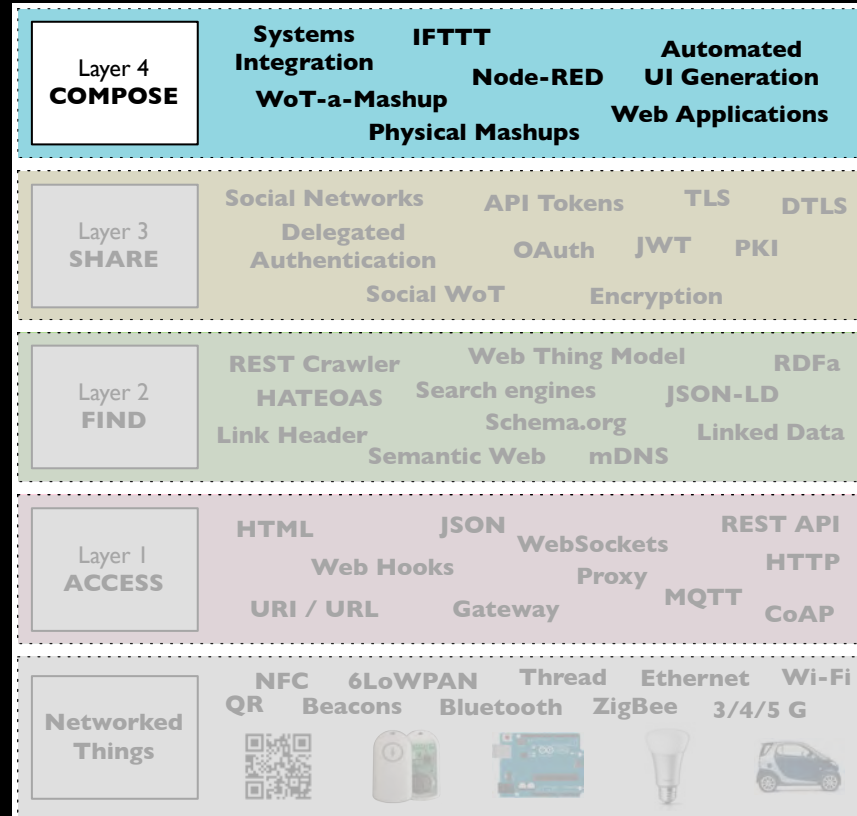 Layer 4
COMPOSE
Systems
Integration
IFTTT
Node-RED
Automated
UI Generation
WoT-a-Mashup
Web Applications
Physical Mashups
Layer 3
SHARE
Social Networks
API Tokens
TLS
DTLS
Delegated
Authentication
OAuth
JWT
PKI
Social WoT
Encryption
Layer 2
FIND
REST Crawler
Web Thing Model
RDFa
HATEOAS
Search engines
JSON-LD
Link Header
Schema.org
Linked Data
Semantic Web
mDNS
Layer 1
ACCESS
HTML
JSON
WebSockets
REST API
Web Hooks
Proxy
HTTP
URI / URL
Gateway
MQTT
CoAP
Networked
Things
NFC
6LoWPAN
Thread
Ethernet
Wi-Fi
QR
Beacons
Bluetooth
ZigBee
3/4/5 G